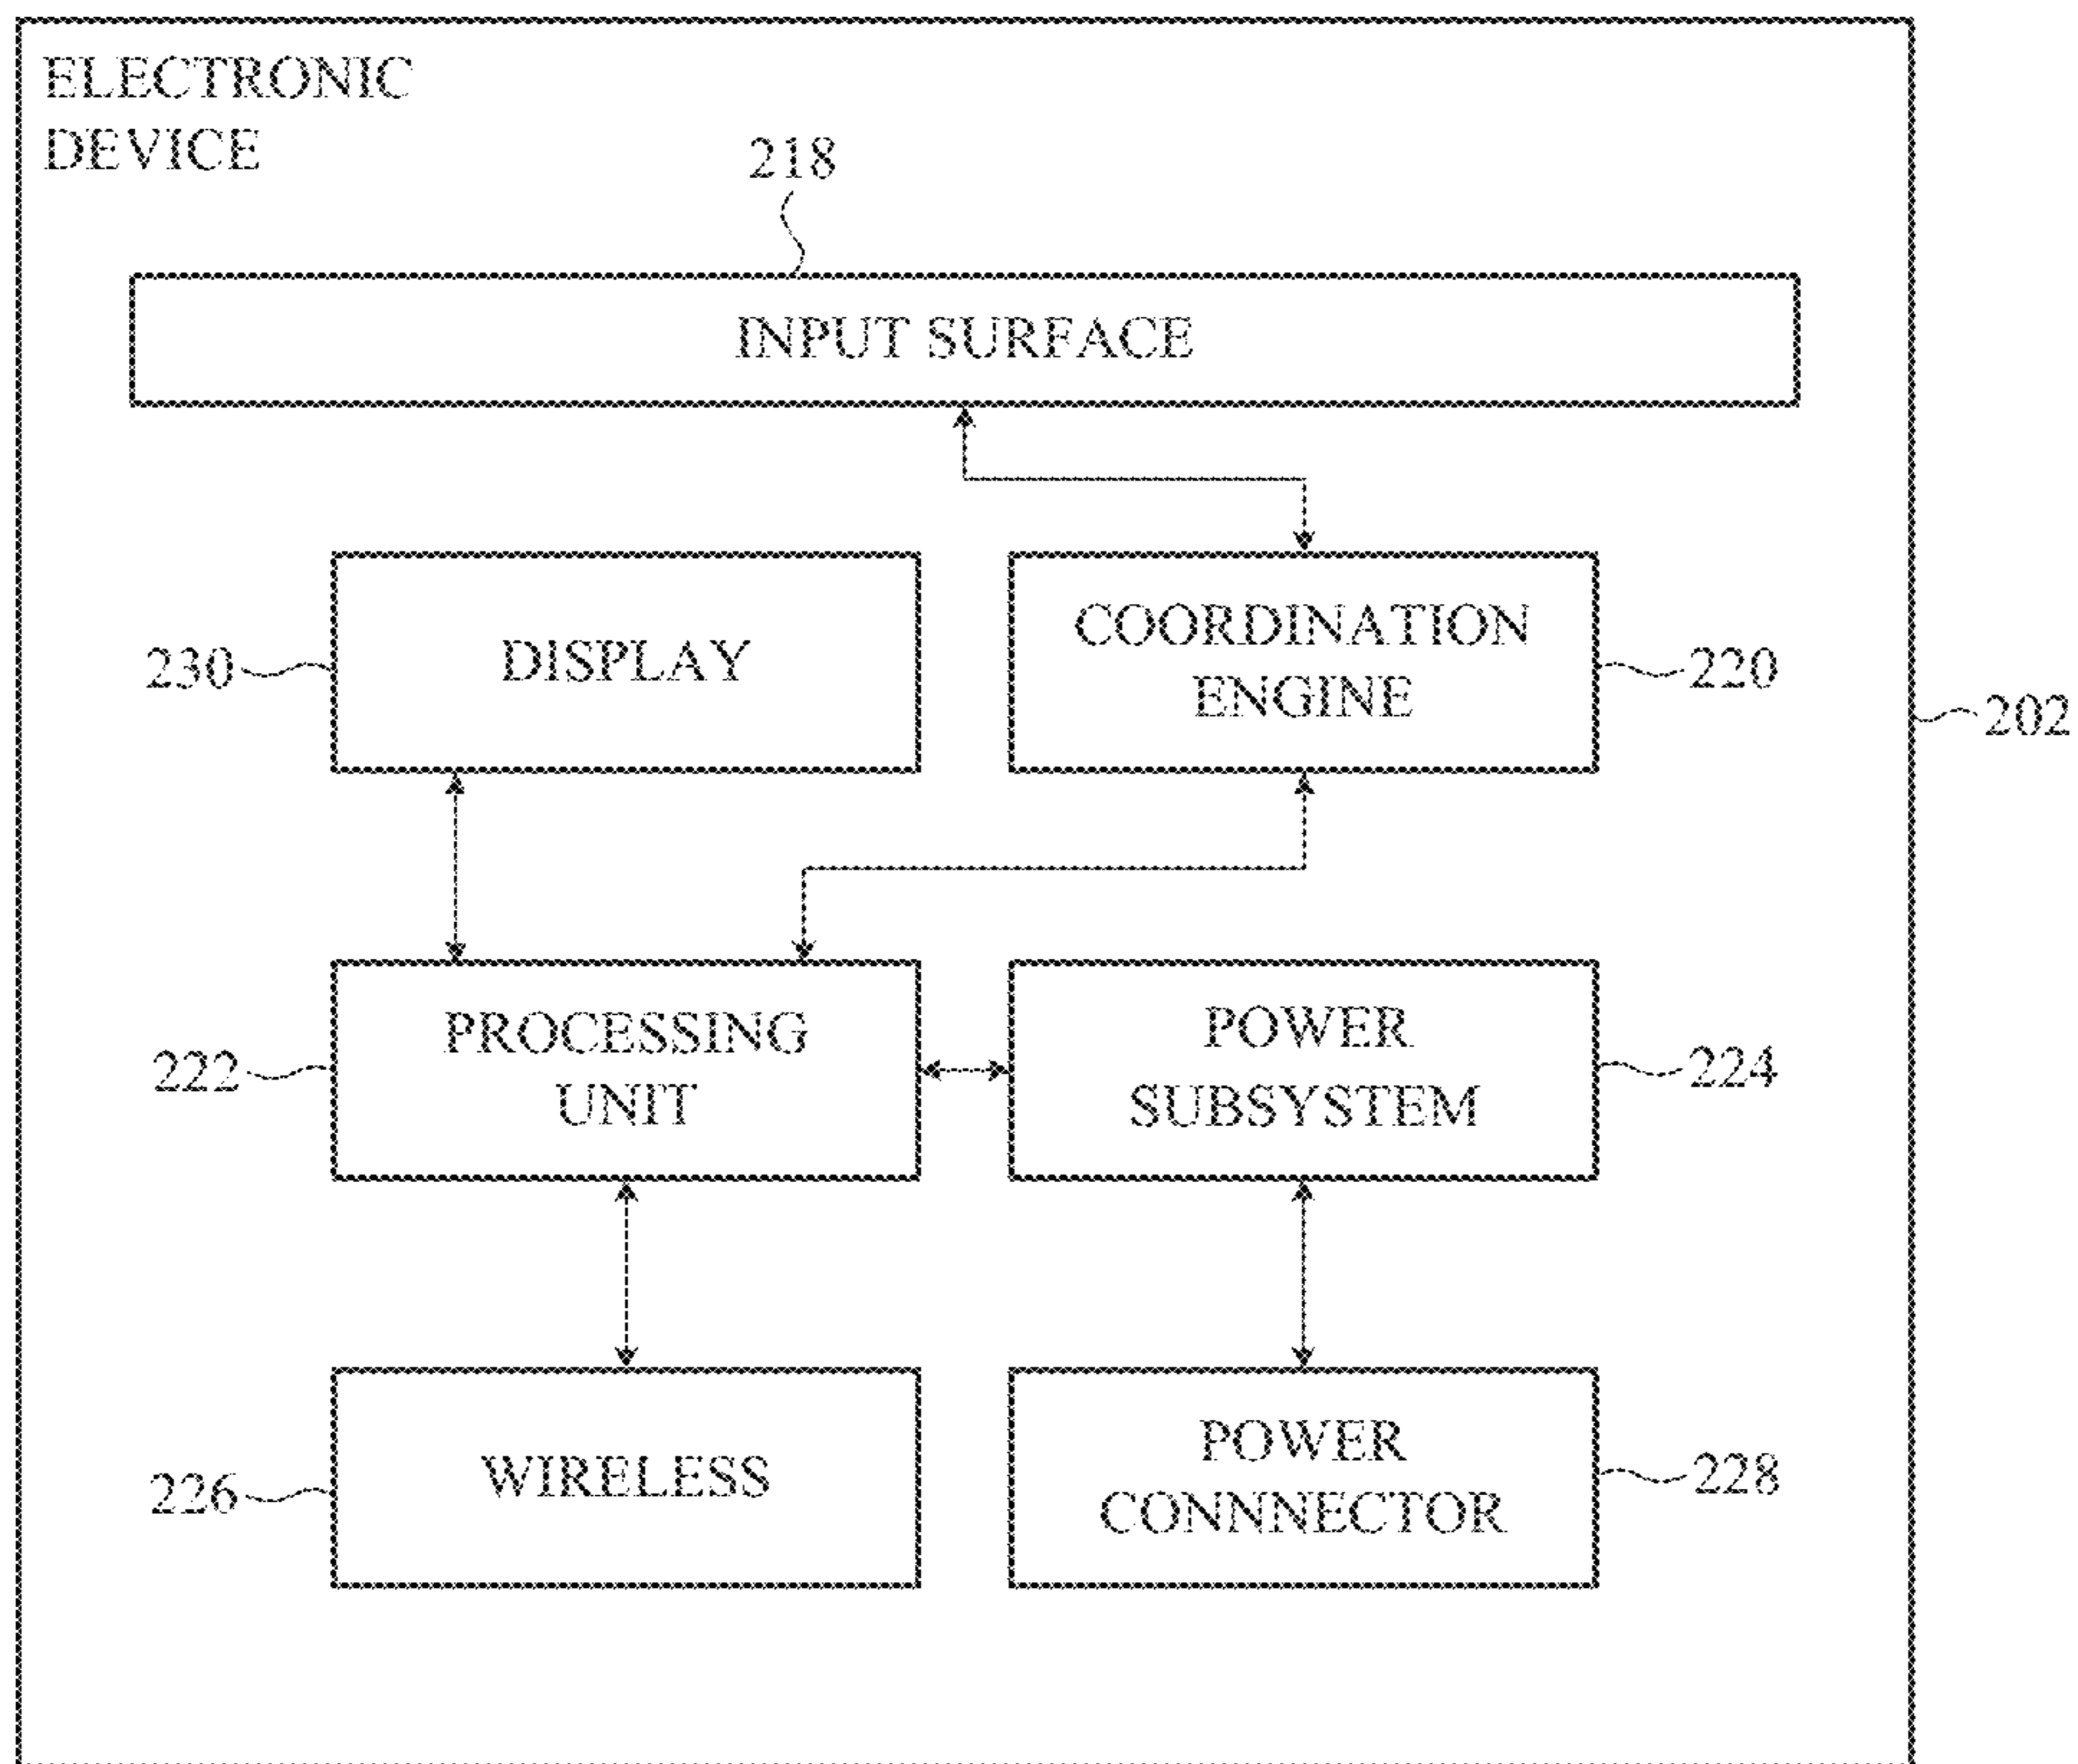 ELECTRONIC
DEVICE
218
INPUT SURFACE
230
DISPLAY
COORDINATION
ENGINE
220
202
222
PROCESSING
UNIT
POWER
SUBSYSTEM
224
226
WIRELESS
POWER
CONNNECTOR
228